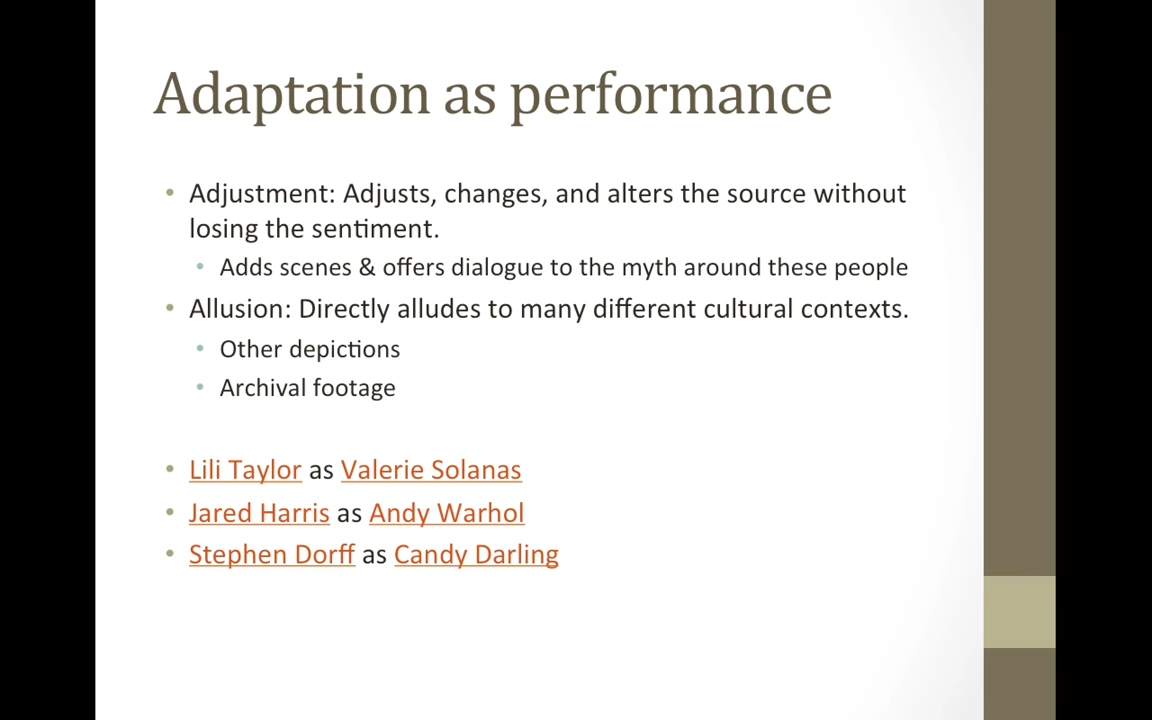 Adaptation as performance
• Adjustment: Adjusts, changes, and alters the source without
losing the sentiment.
• Adds scenes & offers dialogue to the myth around these people
• Allusion: Directly alludes to many different cultural contexts.
• Other depictions
• Archival footage
• Lili Taylor as Valerie Solanas
• Jared Harris as Andy Warhol
• Stephen Dorff as Candy Darling